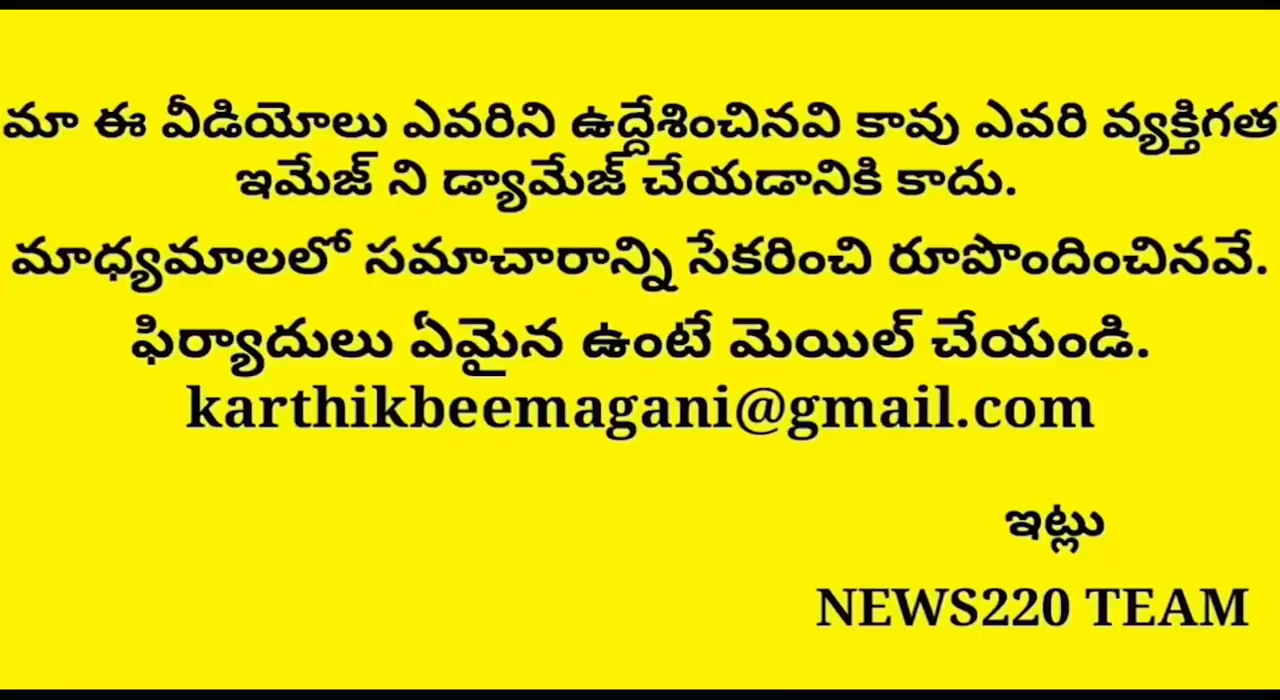 మా ఈ వీడియోలు ఎవరిని ఉద్దేశించినవి కావు ఎవరి వ్యక్తిగత
ఇమేజ్ ని డ్యామేజ్ చేయడానికి కాదు.
మాధ్యమాలలో సమాచారాన్ని సేకరించి రూపొందించినవే.
ఫిర్యాదులు ఏమైన ఉంటే మెయిల్ చేయండి.
karthikbeemagani@gmail.com
ఇట్లు
NEWS220 TEAM